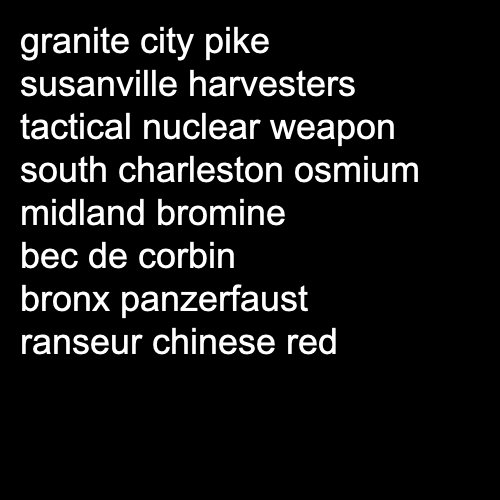 granite city pike
susanville harvesters
tactical nuclear weapon
south charleston osmium
midland bromine
bec de corbin
bronx panzerfaust
ranseur chinese red